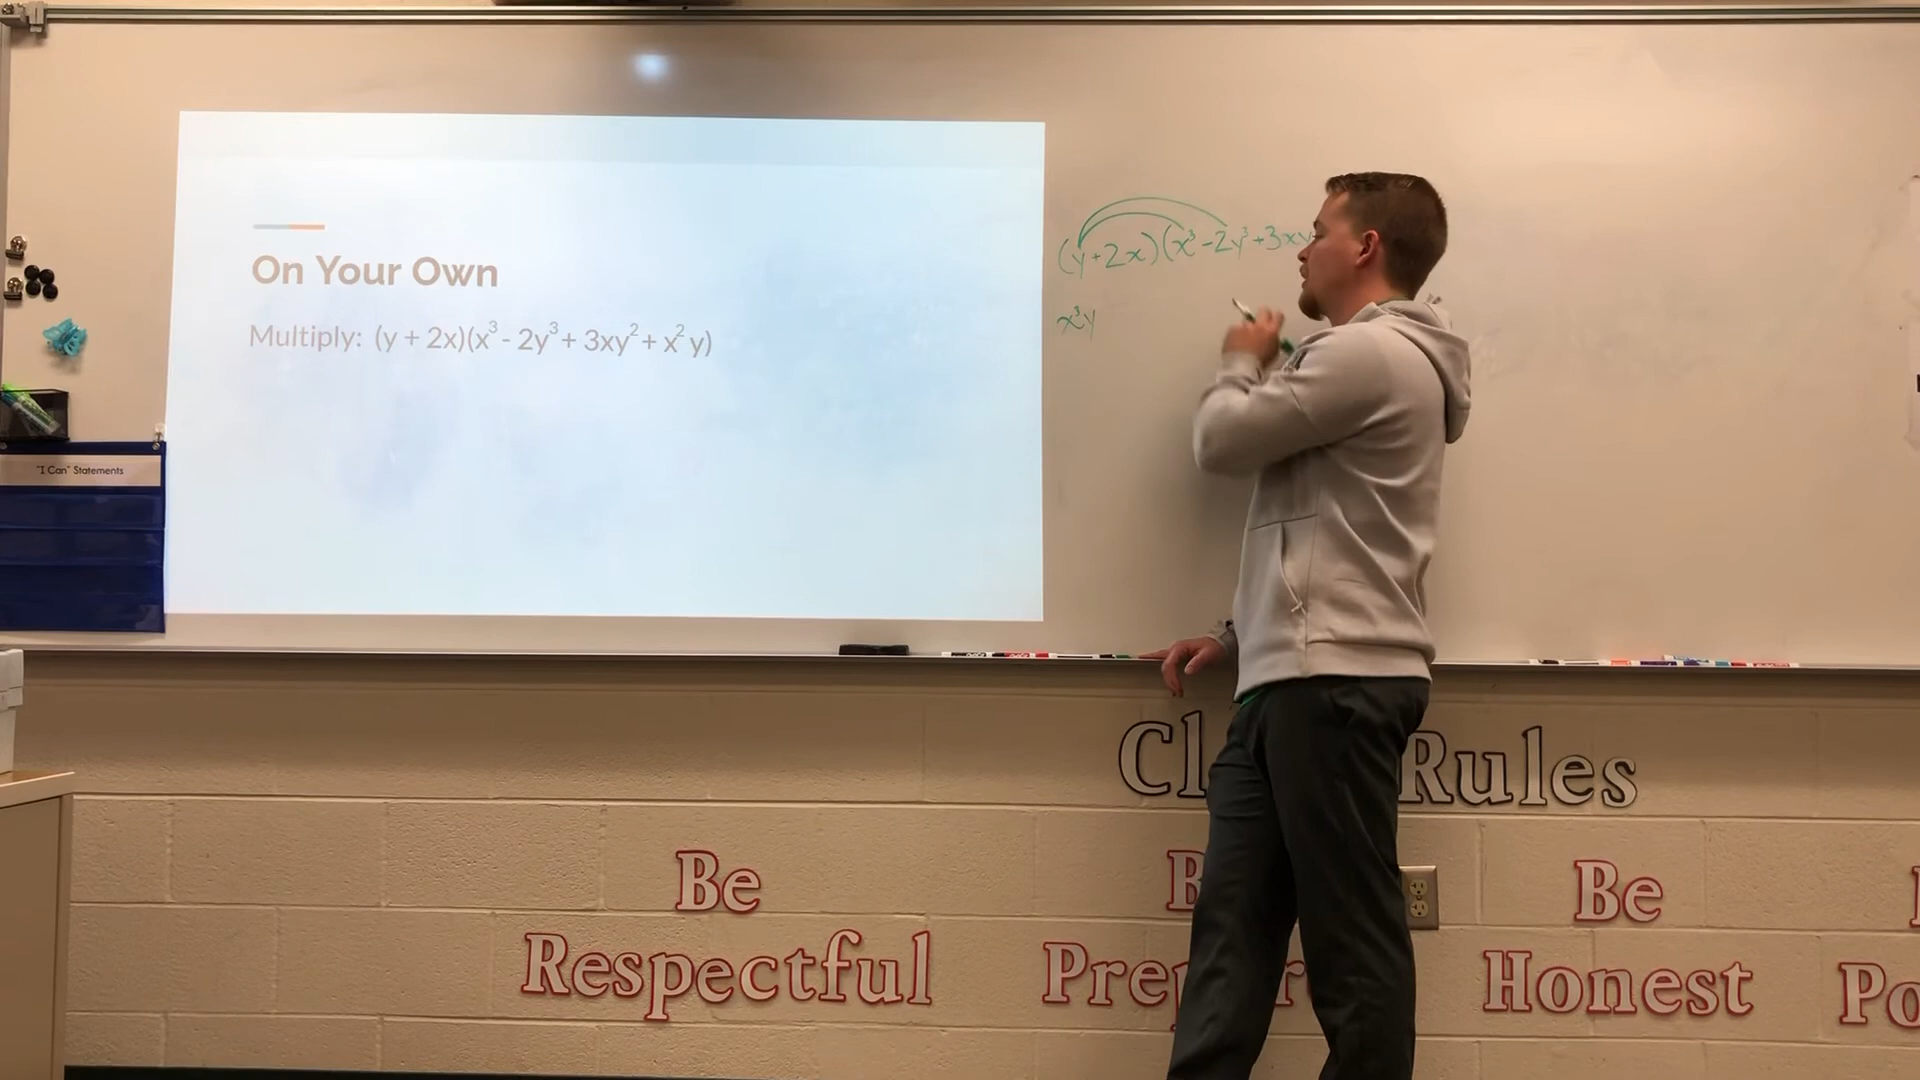 On Your Own
Multiply: (y + 2x)(x³ - 2y³ + 3xy² + x²y)
(y+2x)(x³-2y³+3xy
x³y
"I Can" Statements
Rules
Be
Respectful
Be
Honest